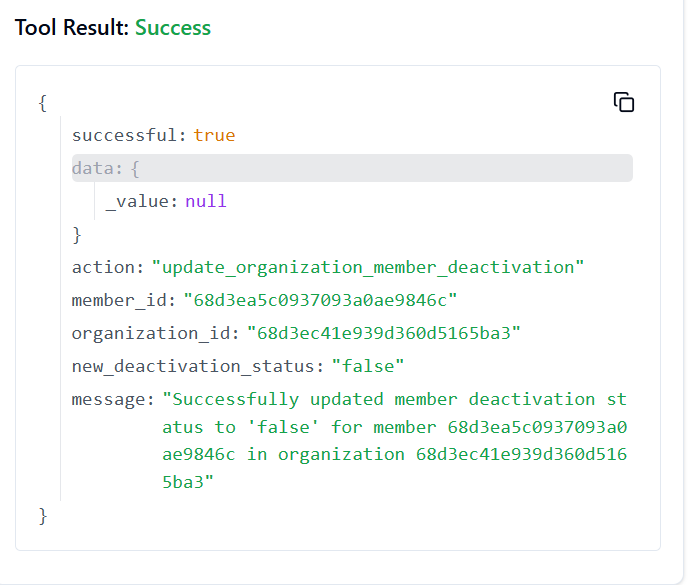 Tool Result: Success
{
successful: true
data: {
_value: null
}
action: "update_organization_member_deactivation"
member_id: "68d3ea5c0937093a0ae9846c"
organization_id: "68d3ec41e939d360d5165ba3"
new_deactivation_status: "false"
message: "Successfully updated member deactivation st
atus to 'false' for member 68d3ea5c0937093a0
ae9846c in organization 68d3ec41e939d360d516
5ba3"
}